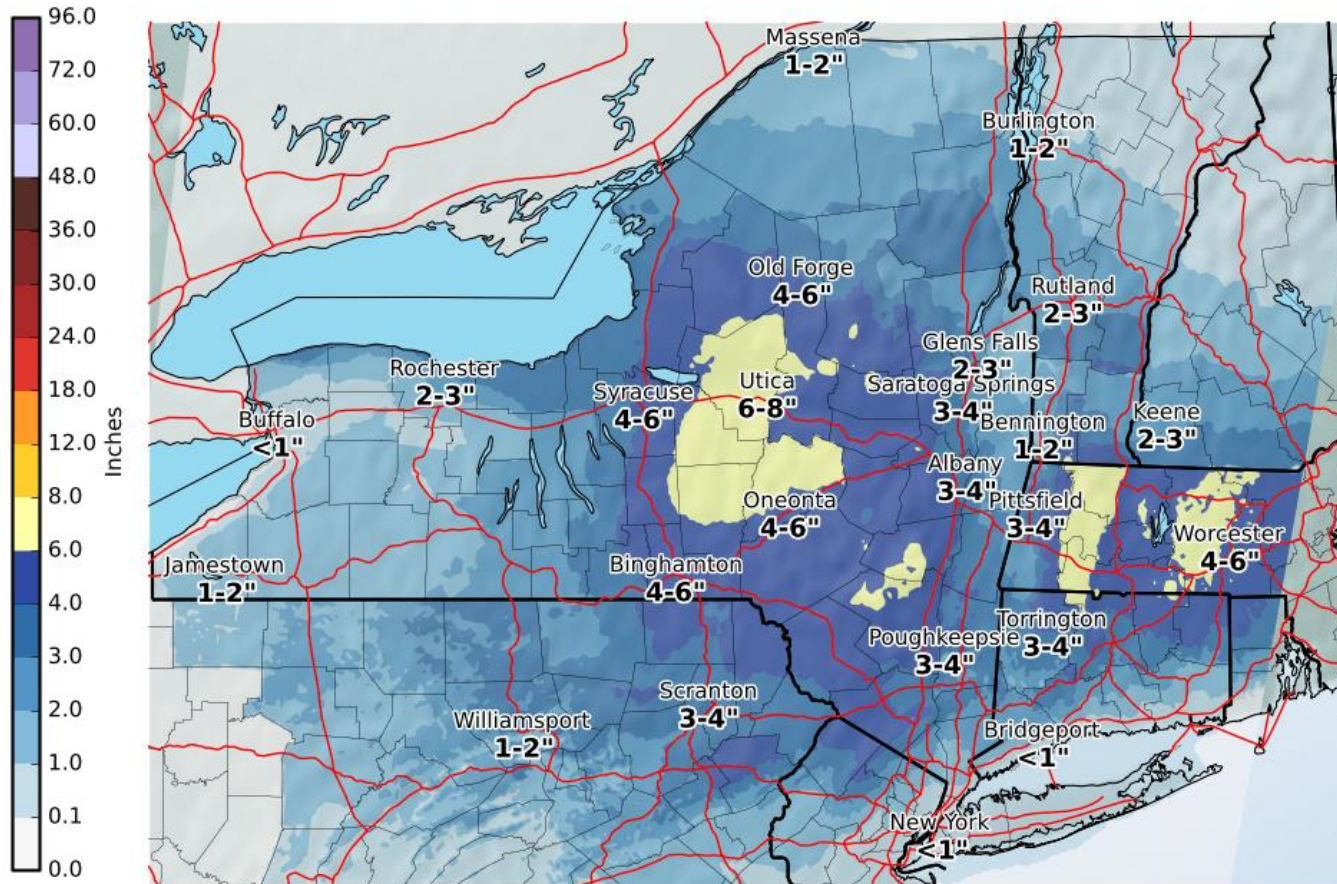 96.0
72.0
60.0
48.0
36.0
30.0
24.0
18.0
12.0
8.0
6.0
4.0
3.0
2.0
1.0
0.1
0.0
Inches
Massena
1-2"
Burlington
1-2"
Old Forge
4-6"
Rutland
2-3"
Glens Falls
2-3"
Rochester
2-3"
Syracuse
4-6"
Utica
6-8"
Saratoga Springs
3-4"
Buffalo
<1"
Bennington
1-2"
Keene
2-3"
Albany
3-4"
Oneonta
4-6"
Pittsfield
3-4"
Worcester
4-6"
Jamestown
1-2"
Binghamton
4-6"
Torrington
3-4"
Poughkeepsie
3-4"
Scranton
3-4"
Williamsport
1-2"
Bridgeport
<1"
New York
<1"